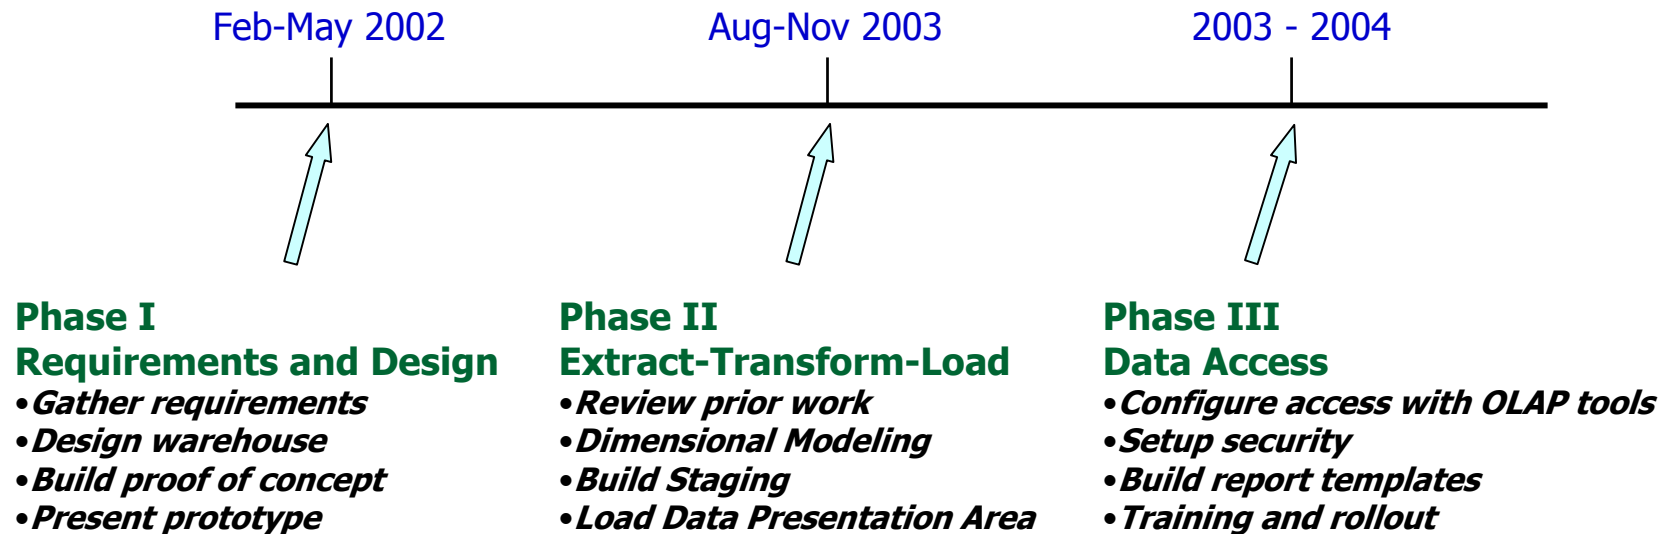 Feb-May 2002
Aug-Nov 2003
2003 - 2004
Phase I
Requirements and Design
•Gather requirements
•Design warehouse
•Build proof of concept
•Present prototype
Phase II
Extract-Transform-Load
•Review prior work
•Dimensional Modeling
•Build Staging
•Load Data Presentation Area
Phase III
Data Access
•Configure access with OLAP tools
•Setup security
•Build report templates
•Training and rollout